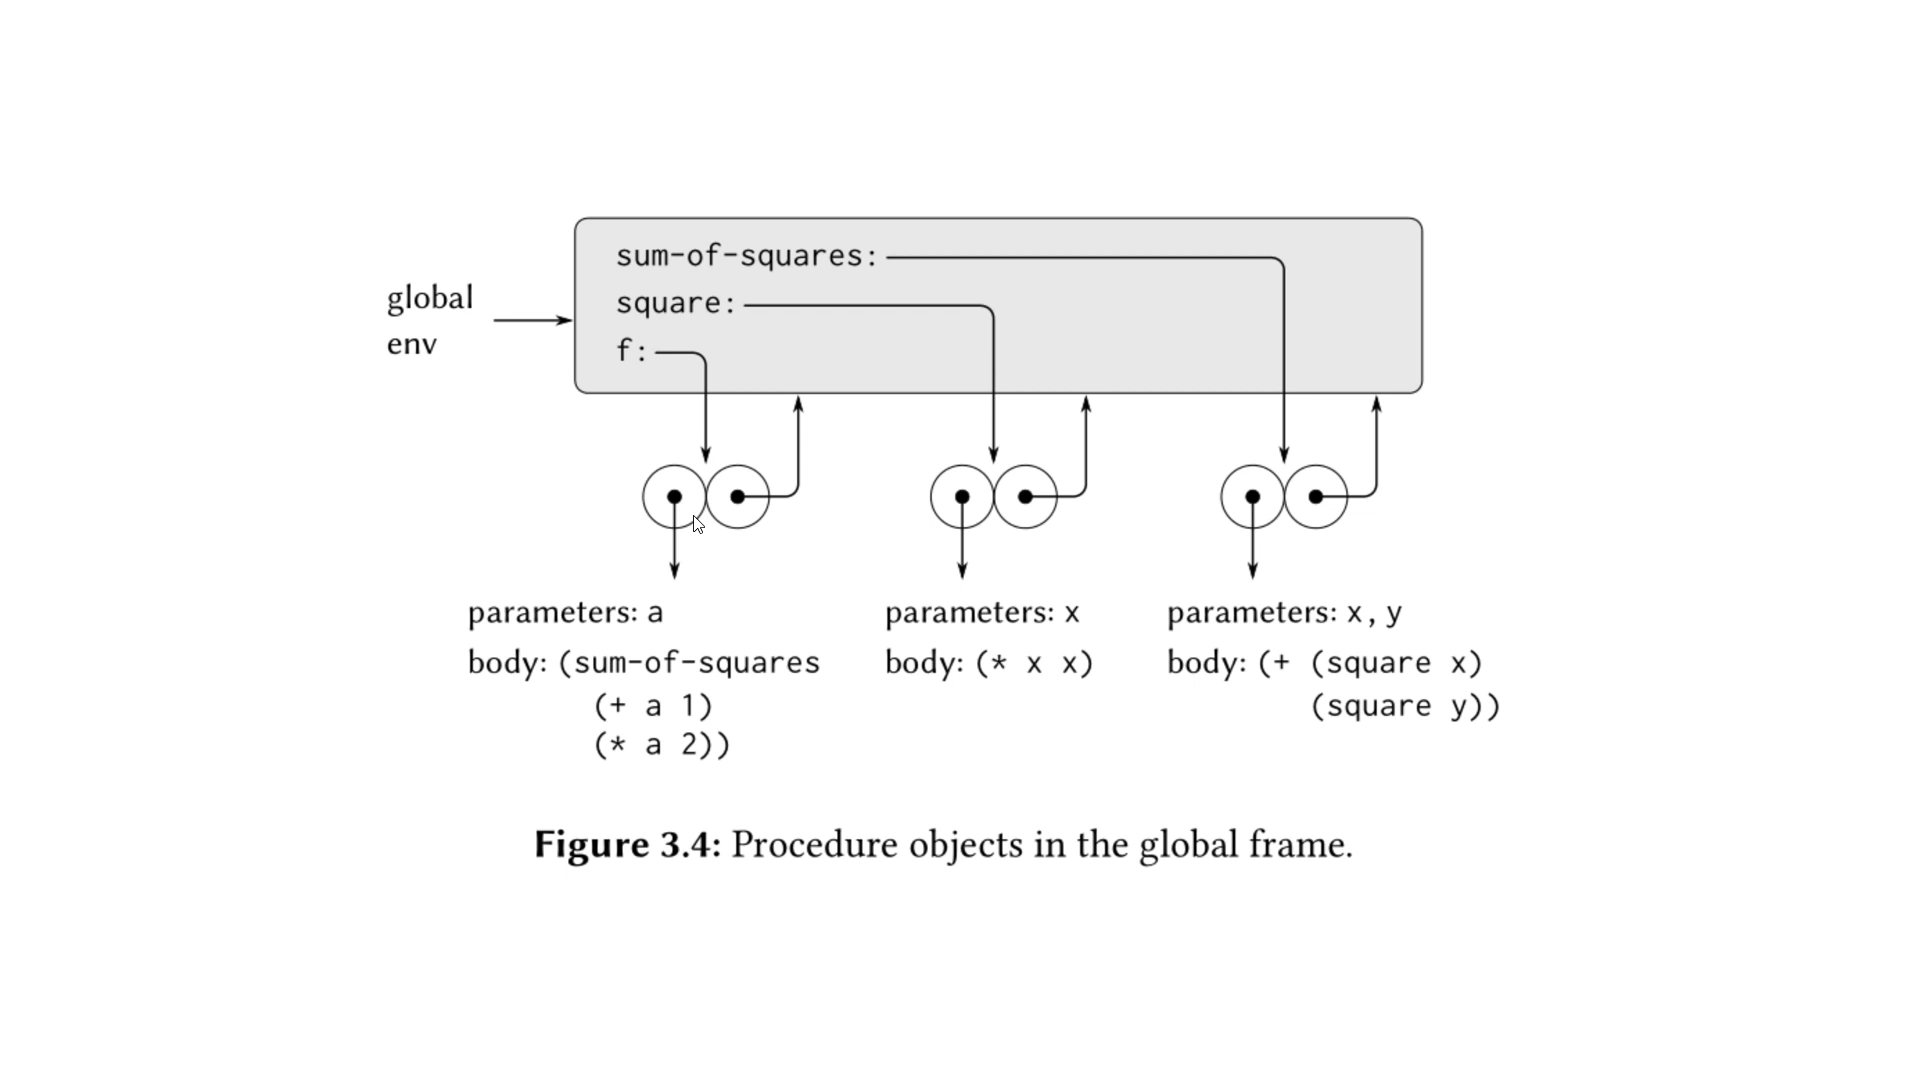 global
env
sum-of-squares:
square:
f:
parameters: a
body: (sum-of-squares
(+ a 1)
(* a 2))
parameters: x
body: (* x x)
parameters: x, y
body: (+ (square x)
(square y))
Figure 3.4: Procedure objects in the global frame.